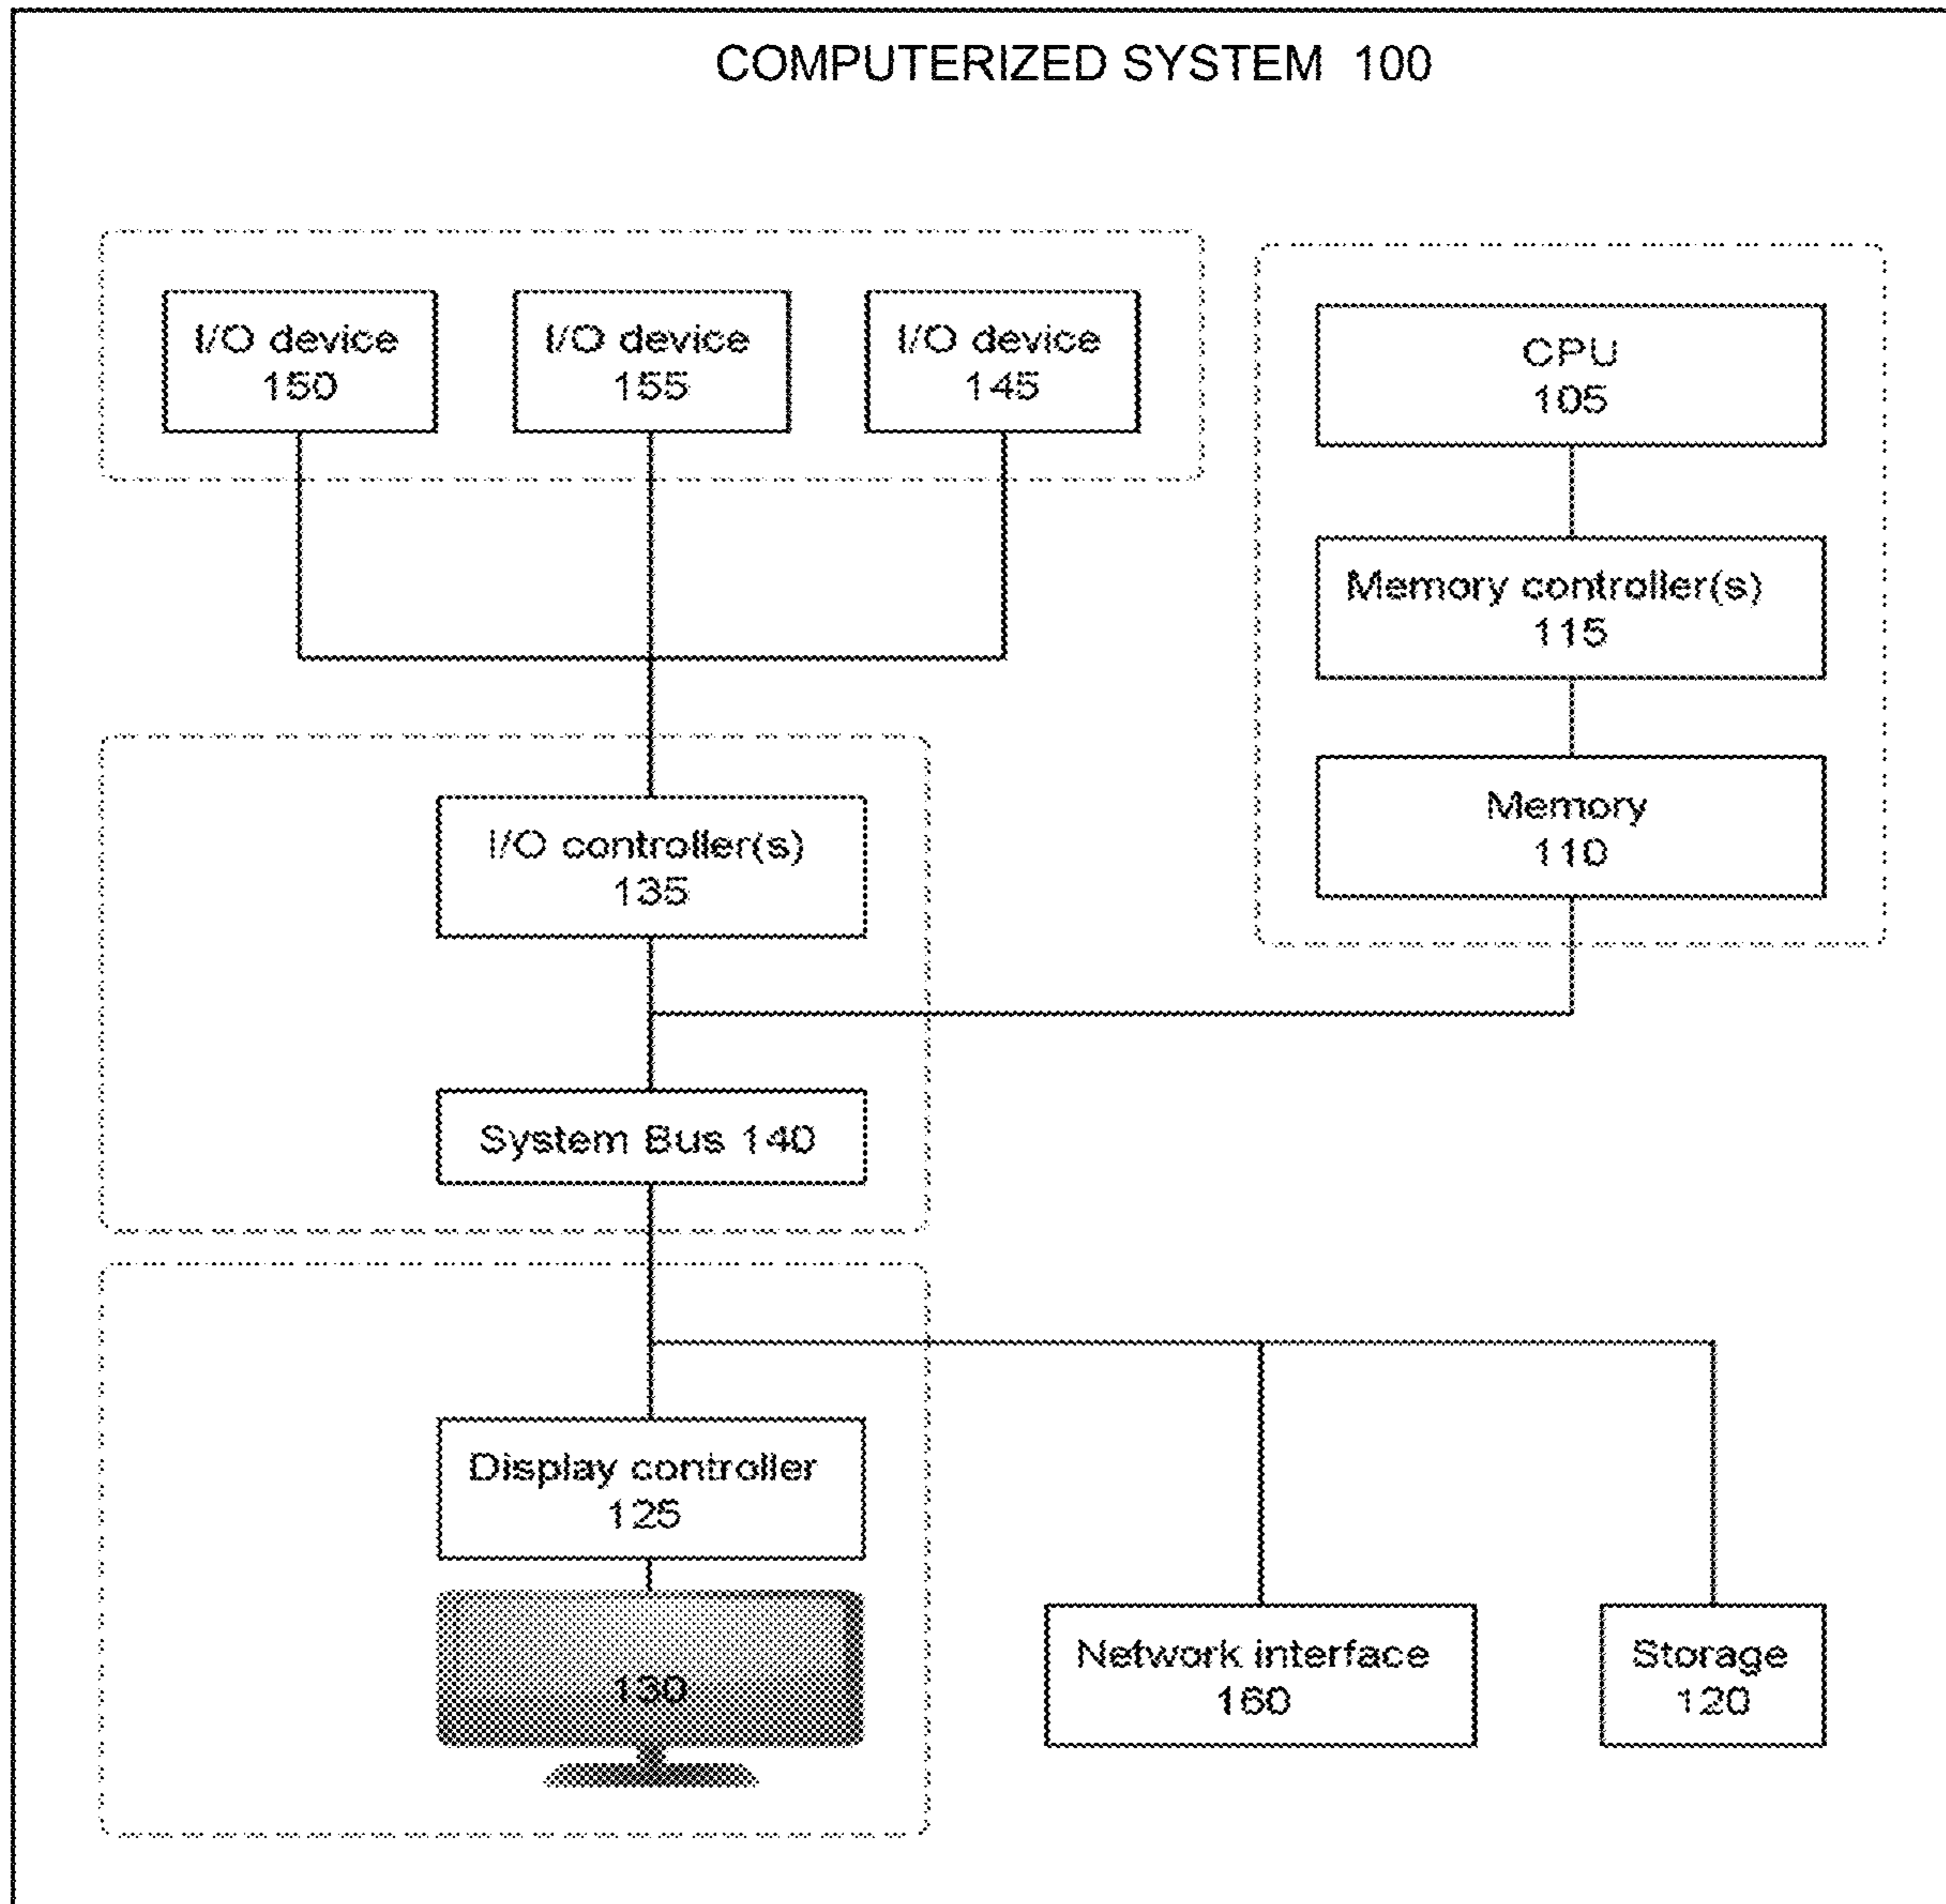 COMPUTERIZED SYSTEM 100
I/O device
150
I/O device
155
I/O device
145
CPU
105
Memory controller(s)
115
Memory
110
I/O controller(s)
135
System Bus 140
Display controller
125
130
Network interface
160
Storage
120